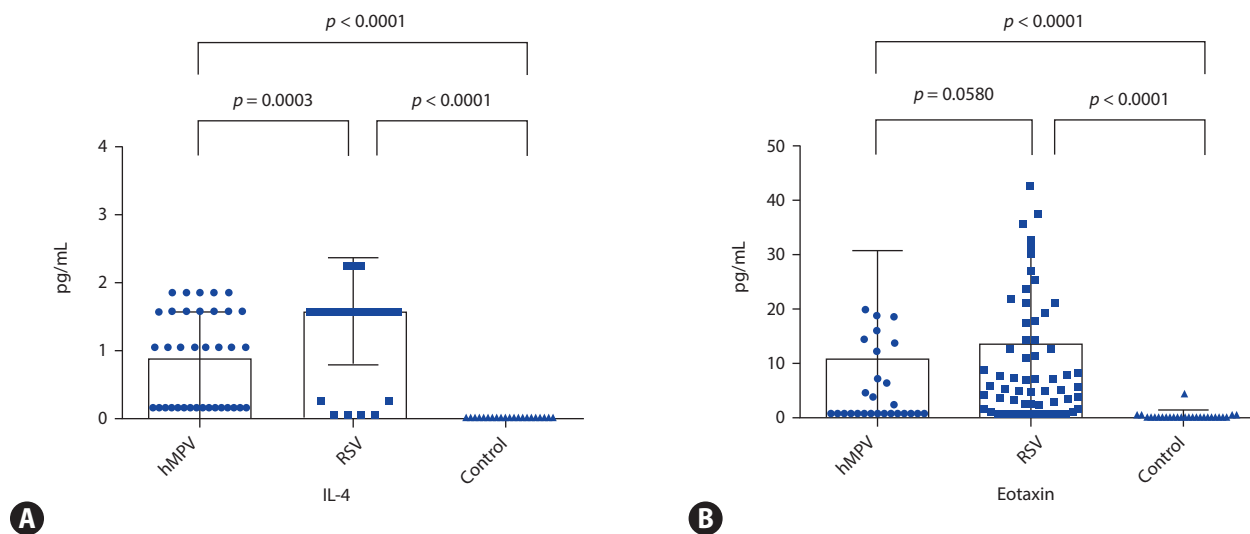 p < 0.0001
p = 0.0003
p < 0.0001
4
3
2
1
0
pg/mL
hMPV
RSV
Control
IL-4
A
p < 0.0001
p = 0.0580
p < 0.0001
50
40
30
20
10
0
pg/mL
hMPV
RSV
Control
Eotaxin
B